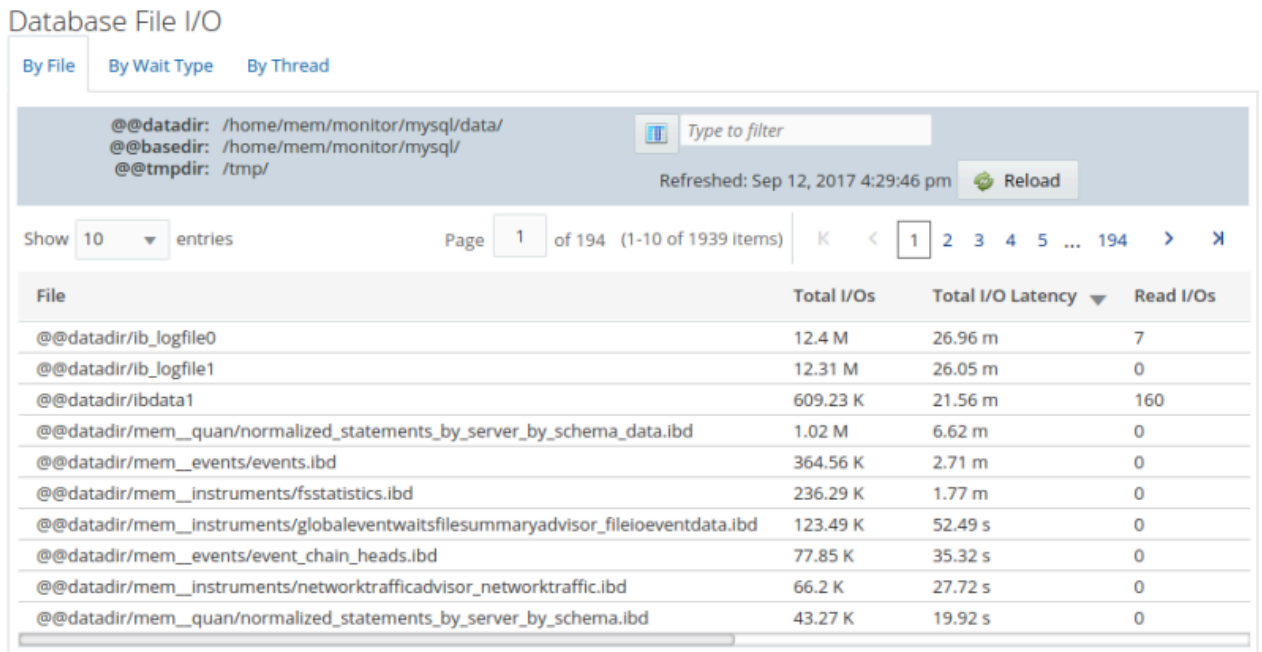 Database File I/O
By File By Wait Type By Thread
@@datadir: /home/mem/monitor/mysql/data/
@@basedir: /home/mem/monitor/mysql/
@@tmpdir: /tmp/
Type to filter
Refreshed: Sep 12, 2017 4:29:46 pm Reload
Show 10 entries Page 1 of 194 (1-10 of 1939 items) 1 2 3 4 5 ... 194
File Total I/Os Total I/O Latency Read I/Os
@@datadir/ib_logfile0 12.4 M 26.96 m 7
@@datadir/ib_logfile1 12.31 M 26.05 m 0
@@datadir/ibdata1 609.23 K 21.56 m 160
@@datadir/mem__quan/normalized_statements_by_server_by_schema_data.ibd 1.02 M 6.62 m 0
@@datadir/mem__events/events.ibd 364.56 K 2.71 m 0
@@datadir/mem__instruments/fsstatistics.ibd 236.29 K 1.77 m 0
@@datadir/mem__instruments/globaleventwaitsfilesummaryadvisor_fileioeventdata.ibd 123.49 K 52.49 s 0
@@datadir/mem__events/event_chain_heads.ibd 77.85 K 35.32 s 0
@@datadir/mem__instruments/networktrafficadvisor_networktraffic.ibd 66.2 K 27.72 s 0
@@datadir/mem__quan/normalized_statements_by_server_by_schema.ibd 43.27 K 19.92 s 0